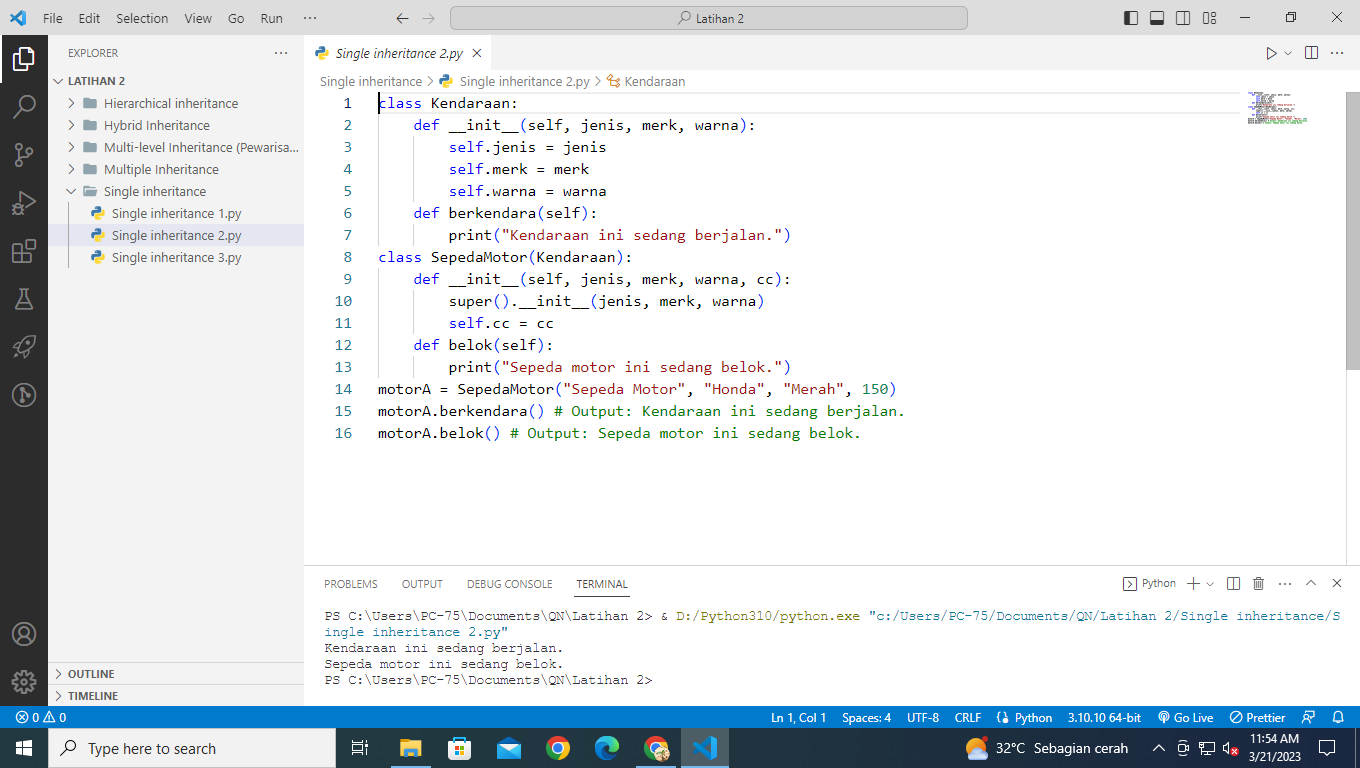 File Edit Selection View Go Run ···
Latihan 2
EXPLORER ···
LATIHAN 2
Hierarchical inheritance
Hybrid Inheritance
Multi-level Inheritance (Pewarisa...
Multiple Inheritance
Single inheritance
Single inheritance 1.py
Single inheritance 2.py
Single inheritance 3.py
OUTLINE
TIMELINE
Single inheritance 2.py
Single inheritance > Single inheritance 2.py > Kendaraan
1 class Kendaraan:
2     def __init__(self, jenis, merk, warna):
3         self.jenis = jenis
4         self.merk = merk
5         self.warna = warna
6     def berkendara(self):
7         print("Kendaraan ini sedang berjalan.")
8 class SepedaMotor(Kendaraan):
9     def __init__(self, jenis, merk, warna, cc):
10         super().__init__(jenis, merk, warna)
11         self.cc = cc
12     def belok(self):
13         print("Sepeda motor ini sedang belok.")
14 motorA = SepedaMotor("Sepeda Motor", "Honda", "Merah", 150)
15 motorA.berkendara() # Output: Kendaraan ini sedang berjalan.
16 motorA.belok() # Output: Sepeda motor ini sedang belok.
PROBLEMS OUTPUT DEBUG CONSOLE TERMINAL
Python
PS C:\Users\PC-75\Documents\QN\Latihan 2> & D:/Python310/python.exe "c:/Users/PC-75/Documents/QN/Latihan 2/Single inheritance/S
ingle inheritance 2.py"
Kendaraan ini sedang berjalan.
Sepeda motor ini sedang belok.
PS C:\Users\PC-75\Documents\QN\Latihan 2>
0 0 Ln 1, Col 1 Spaces: 4 UTF-8 CRLF Python 3.10.10 64-bit Go Live Prettier
Type here to search
32°C Sebagian cerah
11:54 AM
3/21/2023